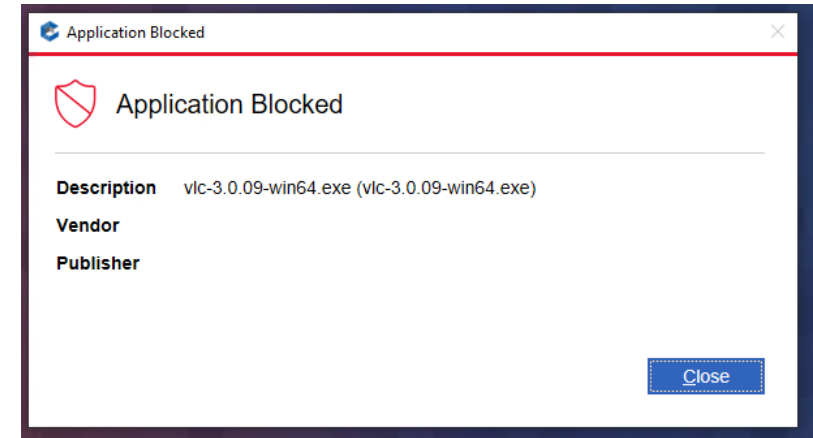 Application Blocked
Application Blocked
Description vlc-3.0.09-win64.exe (vlc-3.0.09-win64.exe)
Vendor
Publisher
Close